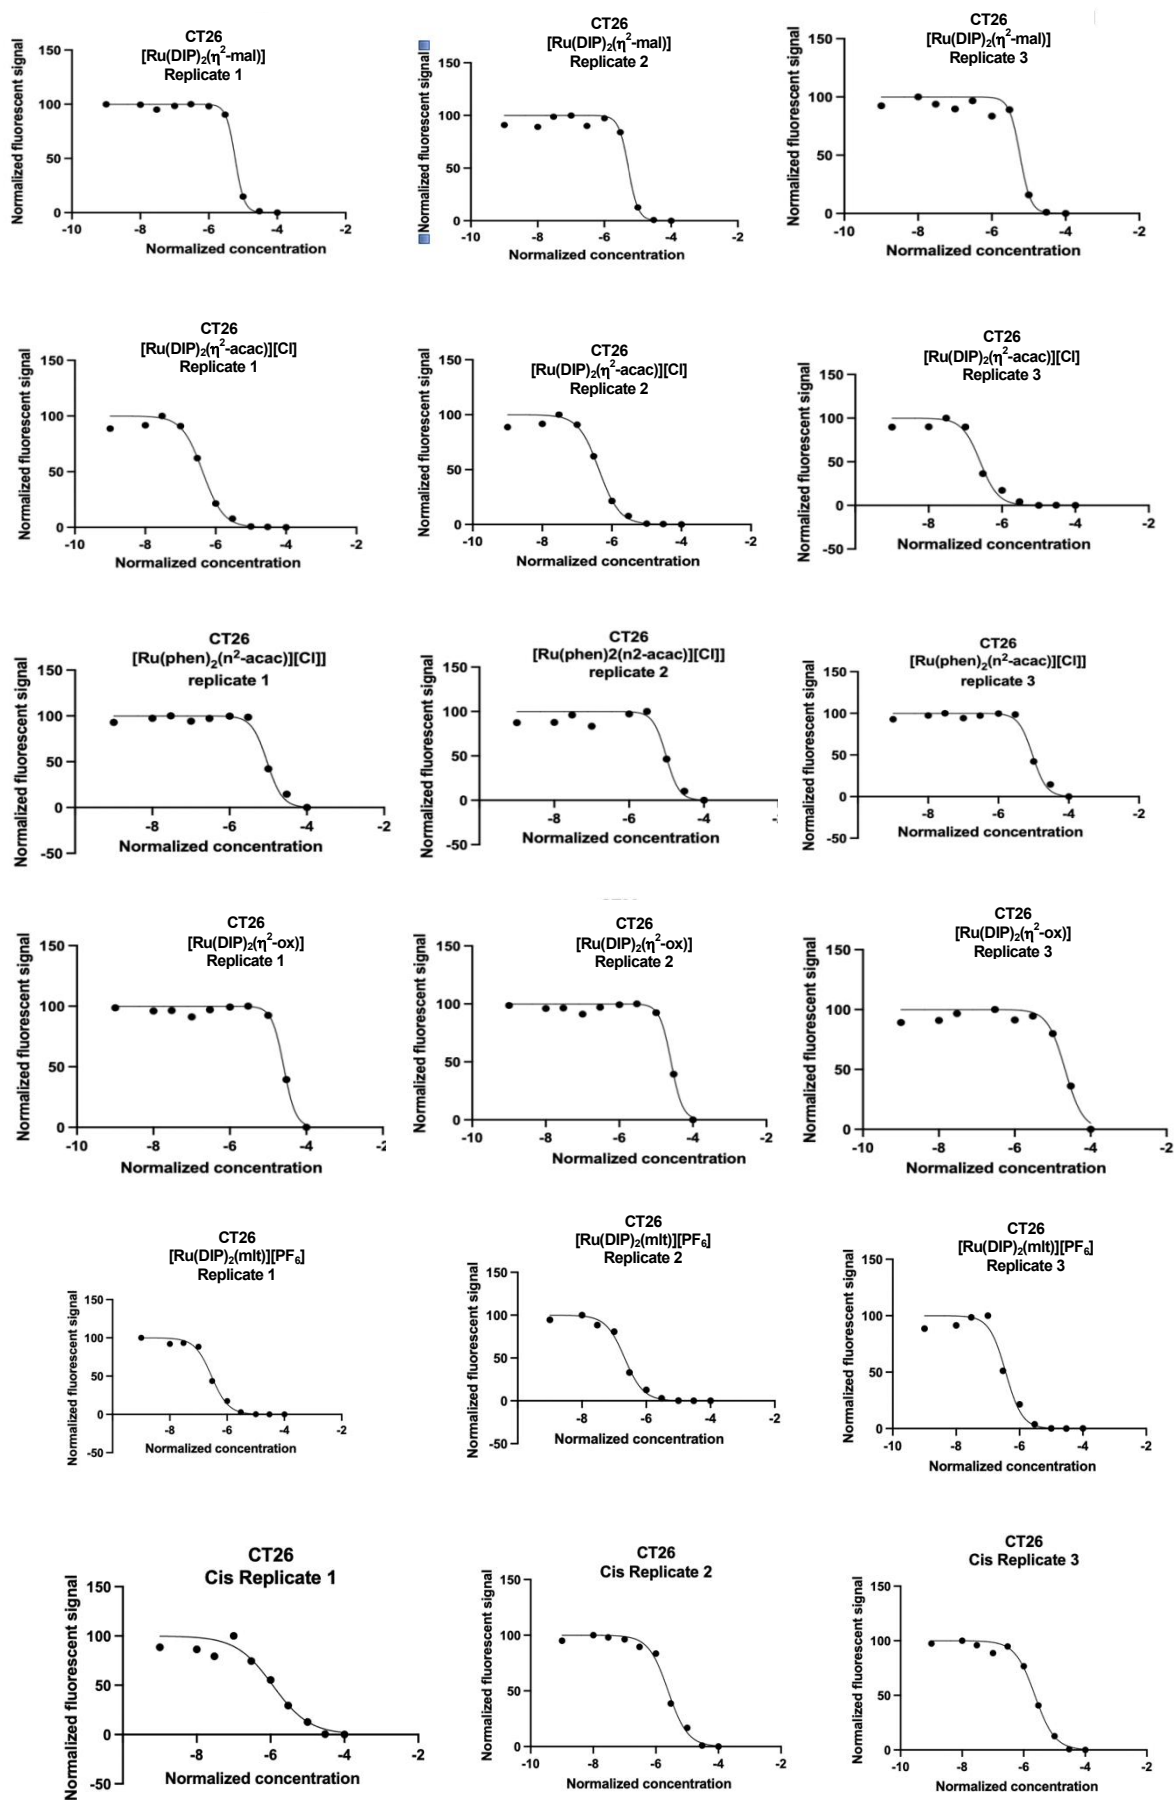 CT26
[Ru(DIP)₂(η²-mal)]
Replicate 1
Normalized fluorescent signal
150
100
50
0
-10 -8 -6 -4 -2
Normalized concentration
CT26
[Ru(DIP)₂(η²-mal)]
Replicate 2
Normalized fluorescent signal
150
100
50
0
-10 -8 -6 -4 -2
Normalized concentration
CT26
[Ru(DIP)₂(η²-mal)]
Replicate 3
Normalized fluorescent signal
150
100
50
0
-10 -8 -6 -4 -2
Normalized concentration
CT26
[Ru(DIP)₂(η²-acac)][Cl]
Replicate 1
Normalized fluorescent signal
150
100
50
0
-10 -8 -6 -4 -2
Normalized concentration
CT26
[Ru(DIP)₂(η²-acac)][Cl]
Replicate 2
Normalized fluorescent signal
150
100
50
0
-10 -8 -6 -4 -2
Normalized concentration
CT26
[Ru(DIP)₂(η²-acac)][Cl]
Replicate 3
Normalized fluorescent signal
150
100
50
0
-50
-8 -6 -4 -2
Normalized concentration
CT26
[Ru(phen)₂(n²-acac)][Cl]]
replicate 1
Normalized fluorescent signal
150
100
50
0
-50
-8 -6 -4 -2
Normalized concentration
CT26
[Ru(phen)2(n2-acac)][Cl]]
replicate 2
Normalized fluorescent signal
150
100
50
0
-50
-8 -6 -4
Normalized concentration
CT26
[Ru(phen)₂(n²-acac)][Cl]]
replicate 3
Normalized fluorescent signal
150
100
50
0
-50
-8 -6 -4 -2
Normalized concentration
CT26
[Ru(DIP)₂(η²-ox)]
Replicate 1
Normalized fluorescent signal
150
100
50
0
-10 -8 -6 -4 -2
Normalized concentration
CT26
[Ru(DIP)₂(η²-ox)]
Replicate 2
Normalized fluorescent signal
150
100
50
0
-10 -8 -6 -4 -2
Normalized concentration
CT26
[Ru(DIP)₂(η²-ox)]
Replicate 3
Normalized fluorescent signal
150
100
50
0
-10 -8 -6 -4 -2
Normalized concentration
CT26
[Ru(DIP)₂(mlt)][PF₆]
Replicate 1
Normalized fluorescent signal
150
100
50
0
-50
-8 -6 -4 -2
Normalized concentration
CT26
[Ru(DIP)₂(mlt)][PF₆]
Replicate 2
Normalized fluorescent signal
150
100
50
0
-50
-8 -6 -4 -2
Normalized concentration
CT26
[Ru(DIP)₂(mlt)][PF₆]
Replicate 3
Normalized fluorescent signal
150
100
50
0
-10 -8 -6 -4 -2
Normalized concentration
CT26
Cis Replicate 1
Normalized fluorescent signal
150
100
50
0
-50
-8 -6 -4 -2
Normalized concentration
CT26
Cis Replicate 2
Normalized fluorescent signal
150
100
50
0
-10 -8 -6 -4 -2
Normalized concentration
CT26
Cis Replicate 3
Normalized fluorescent signal
150
100
50
0
-10 -8 -6 -4 -2
Normalized concentration